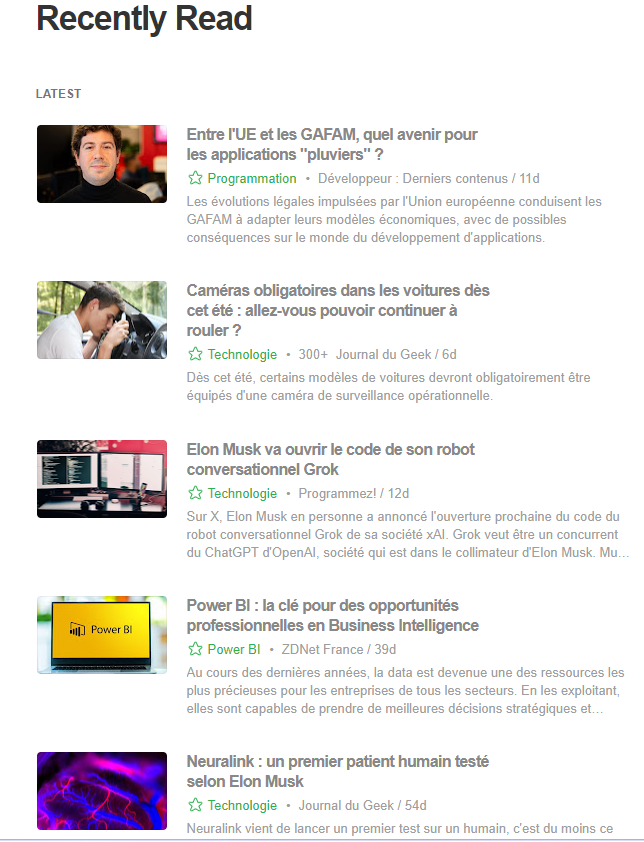 Recently Read
LATEST
Entre l'UE et les GAFAM, quel avenir pour
les applications "pluviers" ?
Programmation • Développeur : Derniers contenus / 11d
Les évolutions légales impulsées par l'Union européenne conduisent les
GAFAM à adapter leurs modèles économiques, avec de possibles
conséquences sur le monde du développement d'applications.
Caméras obligatoires dans les voitures dès
cet été : allez-vous pouvoir continuer à
rouler ?
Technologie • 300+ Journal du Geek / 6d
Dès cet été, certains modèles de voitures devront obligatoirement être
équipés d'une caméra de surveillance opérationnelle.
Elon Musk va ouvrir le code de son robot
conversationnel Grok
Technologie • Programmez! / 12d
Sur X, Elon Musk en personne a annoncé l'ouverture prochaine du code du
robot conversationnel Grok de sa société xAI. Grok veut être un concurrent
du ChatGPT d'OpenAI, société qui est dans le collimateur d'Elon Musk. Mu...
Power BI
Power BI : la clé pour des opportunités
professionnelles en Business Intelligence
Power BI • ZDNet France / 39d
Au cours des dernières années, la data est devenue une des ressources les
plus précieuses pour les entreprises de tous les secteurs. En les exploitant,
elles sont capables de prendre de meilleures décisions stratégiques et...
Neuralink : un premier patient humain testé
selon Elon Musk
Technologie • Journal du Geek / 54d
Neuralink vient de lancer un premier test sur un humain, c'est du moins ce